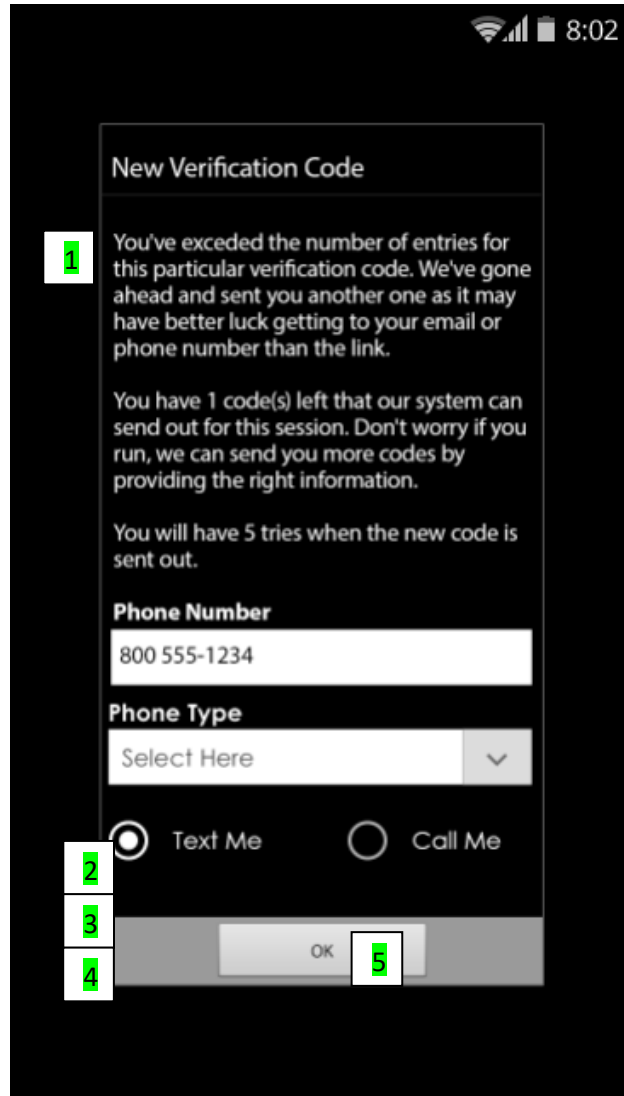 8:02
New Verification Code
1
You've exceded the number of entries for
this particular verification code. We've gone
ahead and sent you another one as it may
have better luck getting to your email or
phone number than the link.
You have 1 code(s) left that our system can
send out for this session. Don't worry if you
run, we can send you more codes by
providing the right information.
You will have 5 tries when the new code is
sent out.
Phone Number
800 555-1234
Phone Type
Select Here
Text Me Call Me
2
3
OK 5
4